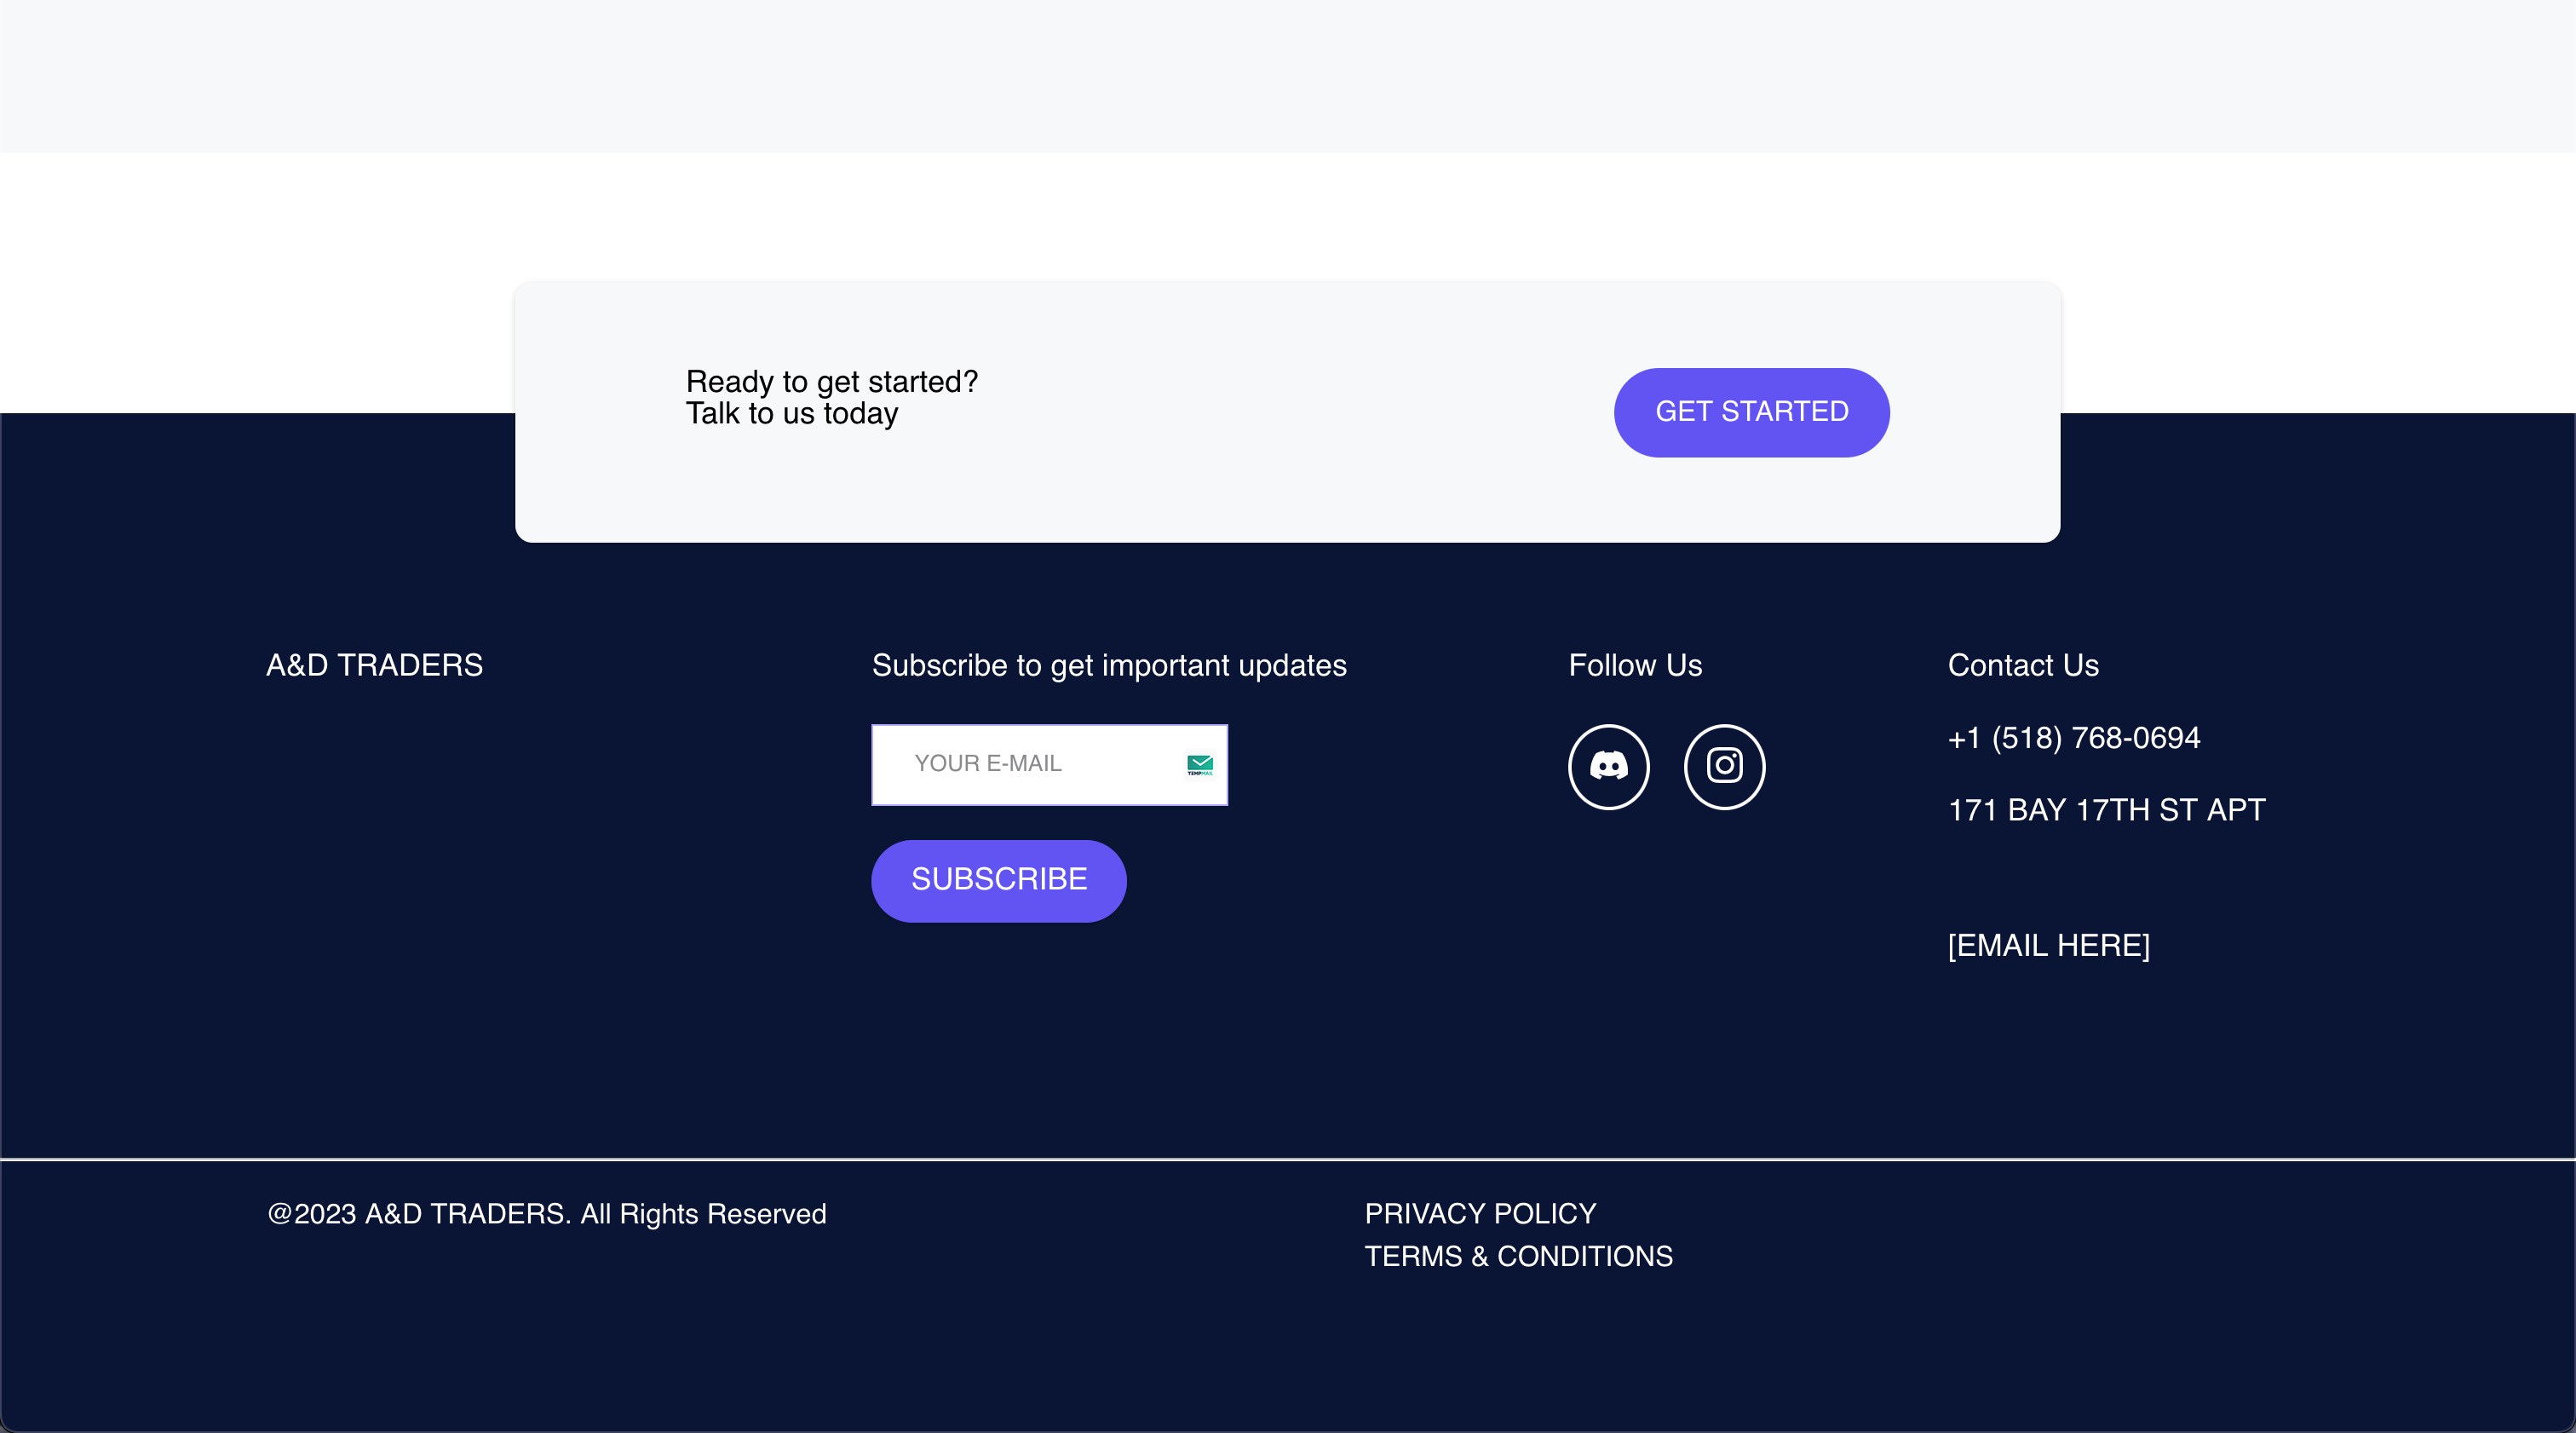 Ready to get started?
Talk to us today
GET STARTED
A&D TRADERS
Subscribe to get important updates
YOUR E-MAIL
TEMPMAIL
SUBSCRIBE
Follow Us
Contact Us
+1 (518) 768-0694
171 BAY 17TH ST APT
[EMAIL HERE]
@2023 A&D TRADERS. All Rights Reserved
PRIVACY POLICY
TERMS & CONDITIONS